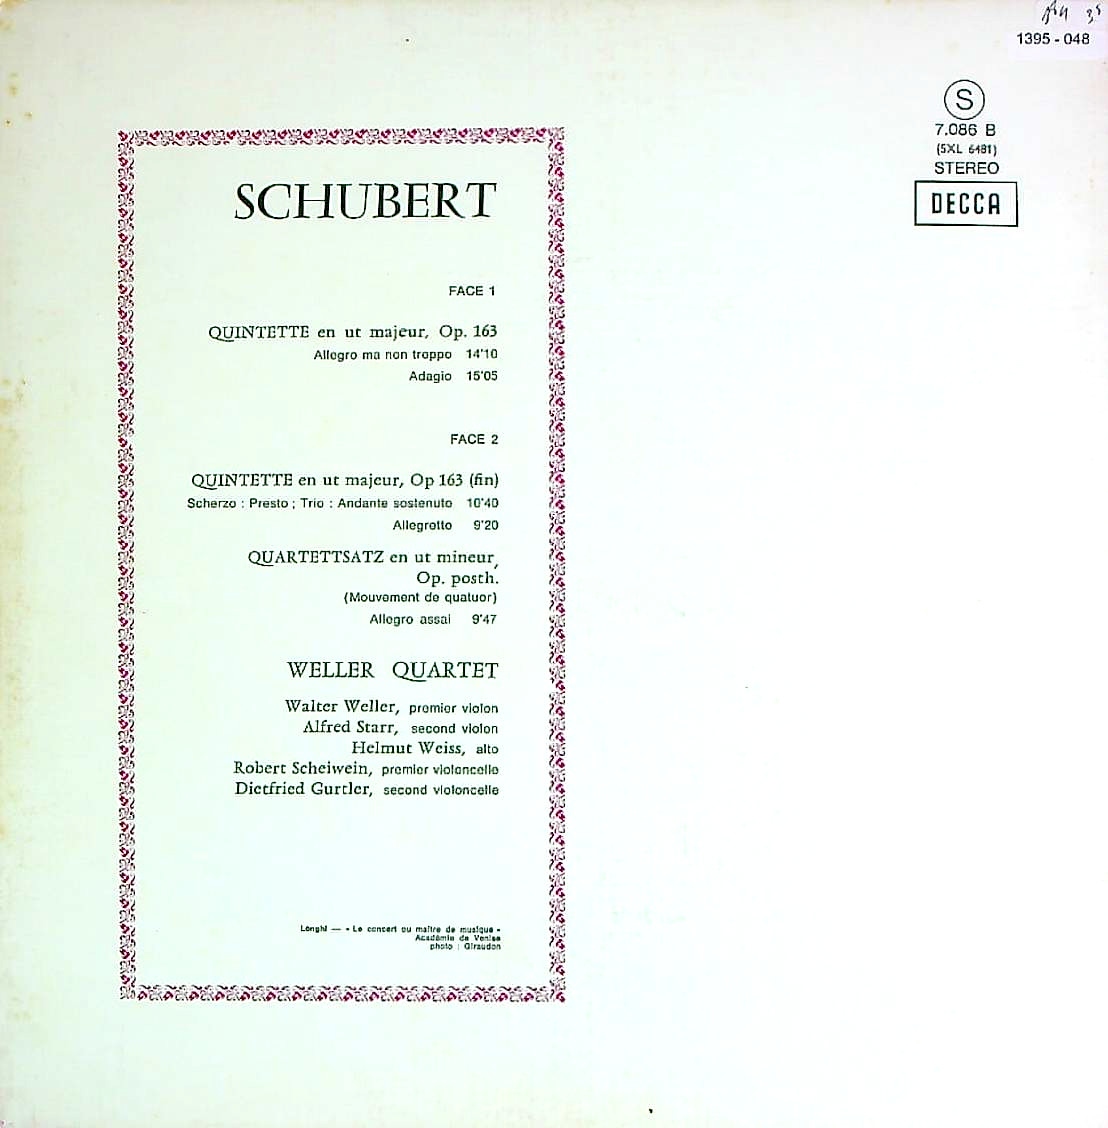 1395 - 048
S
7.086 B
(SXL 6481)
STEREO
DECCA
SCHUBERT
FACE 1
QUINTETTE en ut majeur, Op. 163
Allegro ma non troppo 14'10
Adagio 15'05
FACE 2
QUINTETTE en ut majeur, Op 163 (fin)
Scherzo : Presto ; Trio : Andante sostenuto 10'40
Allegretto 9'20
QUARTETTSATZ en ut mineur,
Op. posth.
(Mouvement de quatuor)
Allegro assai 9'47
WELLER QUARTET
Walter Weller, premier violon
Alfred Starr, second violon
Helmut Weiss, alto
Robert Scheiwein, premier violoncelle
Dietfried Gurtler, second violoncelle
Longhi — « Le concert ou maître de musique »
Académie de Venise
photo : Giraudon